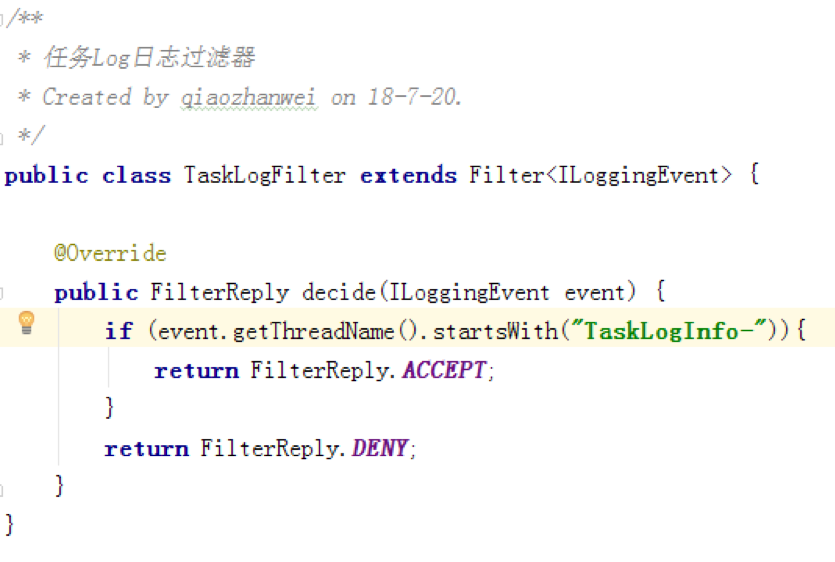 /**
 * 任务Log日志过滤器
 * Created by qiaozhanwei on 18-7-20.
 */
public class TaskLogFilter extends Filter<ILoggingEvent> {
    @Override
    public FilterReply decide(ILoggingEvent event) {
        if (event.getThreadName().startsWith("TaskLogInfo-")){
            return FilterReply.ACCEPT;
        }
        return FilterReply.DENY;
    }
}